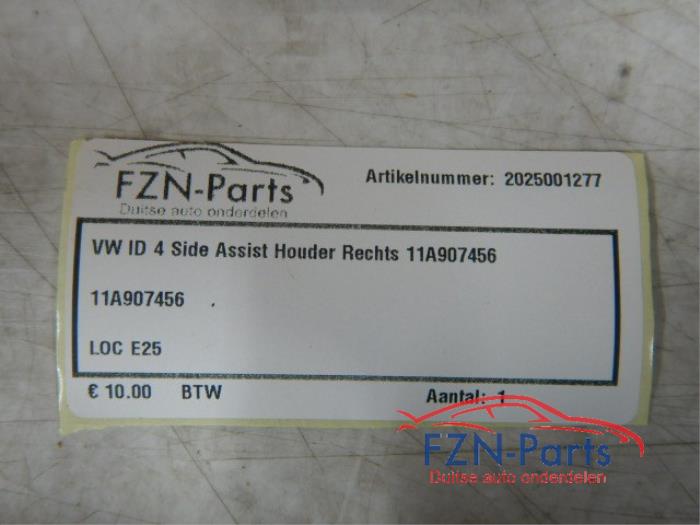 FZN-Parts
Duitse auto onderdelen
Artikelnummer: 2025001277
VW ID 4 Side Assist Houder Rechts 11A907456
11A907456
LOC E25
€ 10.00 BTW Aantal: 1
FZN-Parts
Duitse auto onderdelen